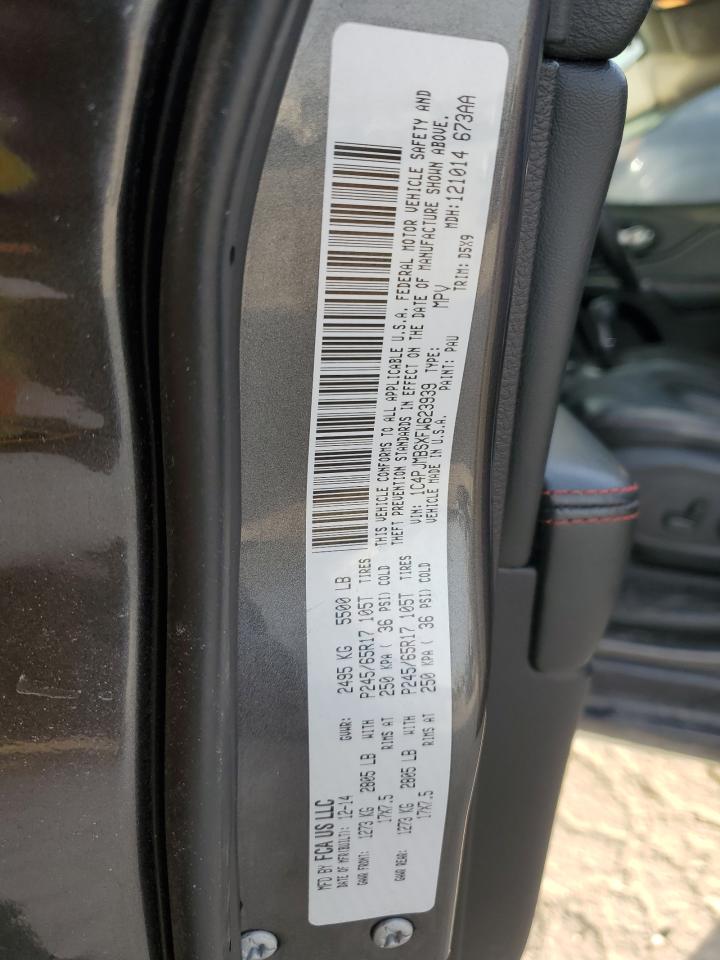 MFD BY FCA US LLC
DATE OF MFR(BUILT): 12-14 GVWR: 2495 KG 5500 LB
GAWR FRONT: 1273 KG 2805 LB WITH P245/65R17 105T TIRES
17X7.5 RIMS AT 250 KPA ( 36 PSI) COLD
GAWR REAR: 1273 KG 2805 LB WITH P245/65R17 105T TIRES
17X7.5 RIMS AT 250 KPA ( 36 PSI) COLD
THIS VEHICLE CONFORMS TO ALL APPLICABLE U.S.A. FEDERAL MOTOR VEHICLE SAFETY AND
THEFT PREVENTION STANDARDS IN EFFECT ON THE DATE OF MANUFACTURE SHOWN ABOVE.
VIN: 1C4PJMBSXFW623939 TYPE: MPV MDH:121014 673AA
VEHICLE MADE IN U.S.A. PAINT: PAU TRIM: D5X9